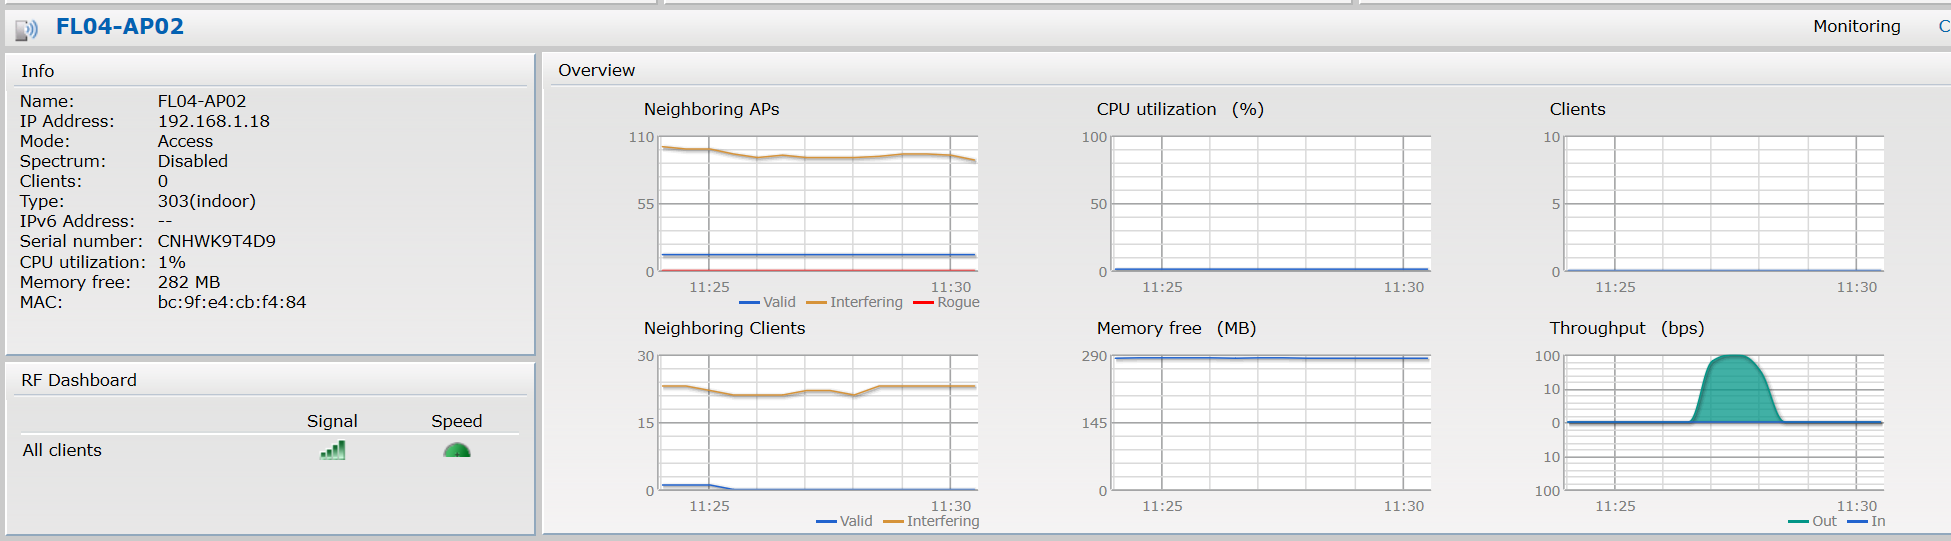 FL04-AP02
Monitoring
C
Info
Name: FL04-AP02
IP Address: 192.168.1.18
Mode: Access
Spectrum: Disabled
Clients: 0
Type: 303(indoor)
IPv6 Address: --
Serial number: CNHWK9T4D9
CPU utilization: 1%
Memory free: 282 MB
MAC: bc:9f:e4:cb:f4:84
RF Dashboard
Signal Speed
All clients
Overview
Neighboring APs
110
55
0
11:25 11:30
Valid Interfering Rogue
CPU utilization (%)
100
50
0
11:25 11:30
Clients
10
5
0
11:25 11:30
Neighboring Clients
30
15
0
11:25 11:30
Valid Interfering
Memory free (MB)
290
145
0
11:25 11:30
Throughput (bps)
100
10
0
10
100
11:25 11:30
Out In